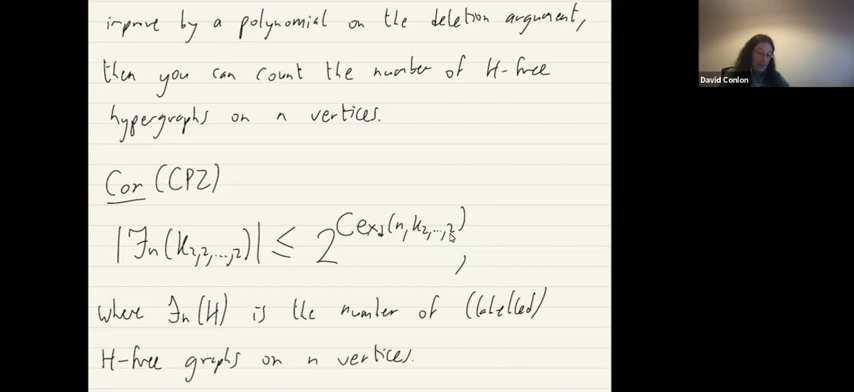 improve by a polynomial on the deletion argument,
then you can count the number of H-free
hypergraphs on n vertices.
Cor (CPZ)
|Fn(K2,2,...,2)| ≤ 2^(C ex_d(n, K2,...,2)),
where Fn(H) is the number of (labelled)
H-free graphs on n vertices.
David Conlon